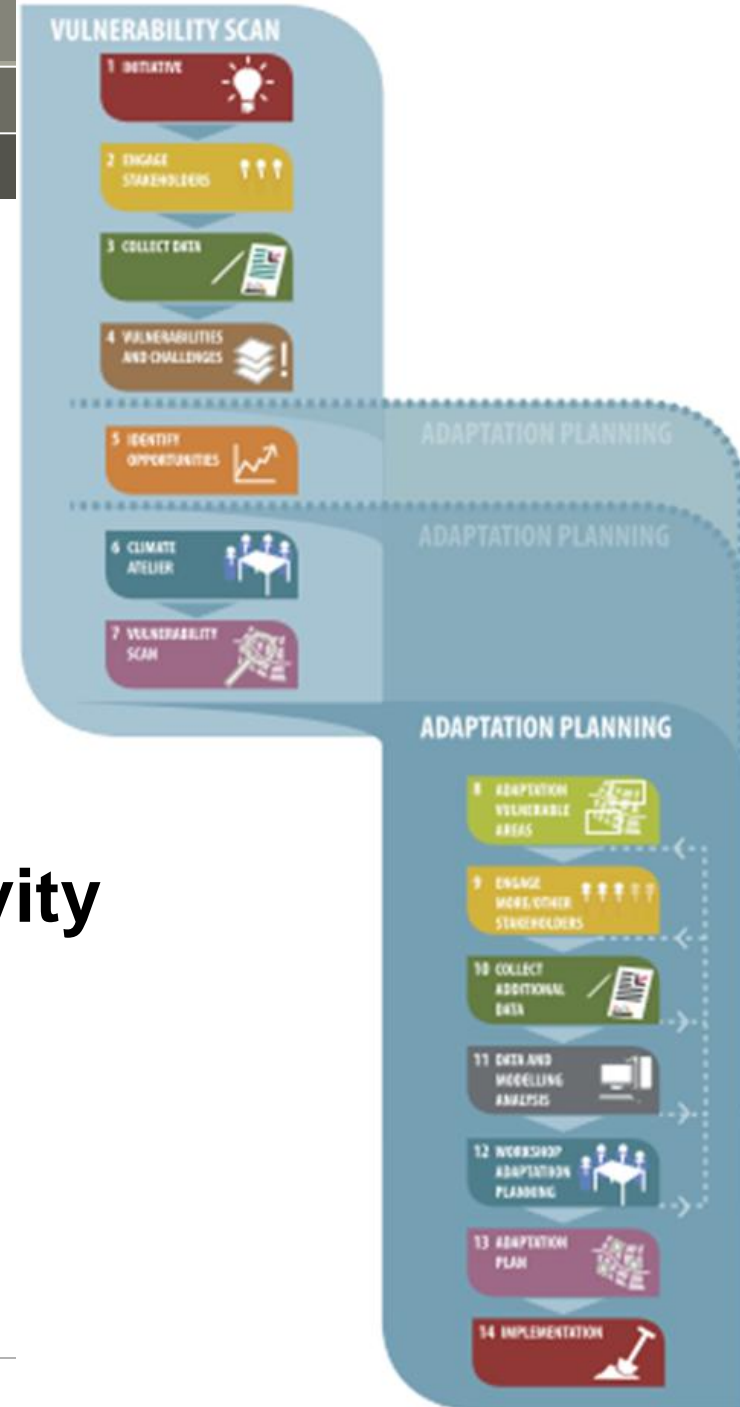 VULNERABILITY SCAN
1 INITIATIVE
2 ENGAGE
STAKEHOLDERS
3 COLLECT DATA
4 VULNERABILITIES
AND CHALLENGES
5 IDENTIFY
OPPORTUNITIES
ADAPTATION PLANNING
6 CLIMATE
ATELIER
ADAPTATION PLANNING
7 VULNERABILITY
SCAN
ADAPTATION PLANNING
8 ADAPTATION
VULNERABLE
AREAS
vity
9 ENGAGE
MORE/OTHER
STAKEHOLDERS
10 COLLECT
ADDITIONAL
DATA
11 DATA AND
MODELLING
ANALYSIS
12 WORKSHOP
ADAPTATION
PLANNING
13 ADAPTATION
PLAN
14 IMPLEMENTATION